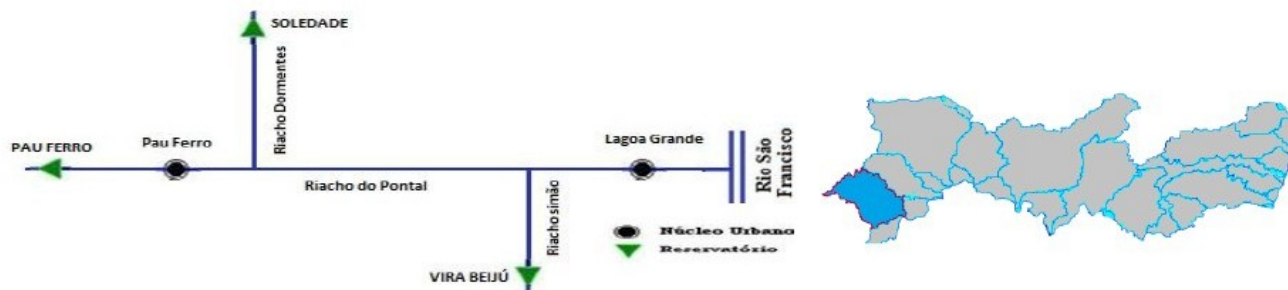 SOLEDADE
Riacho Dormentes
PAU FERRO
Pau Ferro
Lagoa Grande
Riacho do Pontal
Rio São
Francisco
Riacho simão
Núcleo Urbano
Reservatório
VIRA BEIJÚ